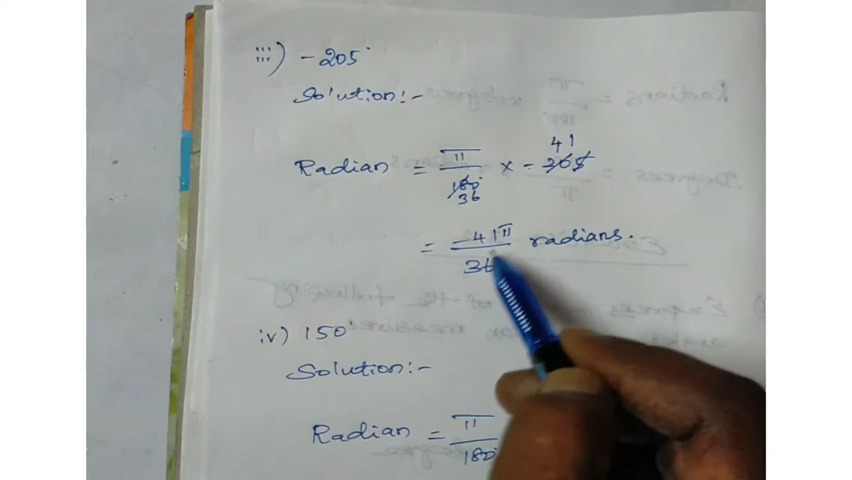 iii) -205°
Solution:-
41
Radian = π/180° × -205
36
= -41π/36 radians.
iv) 150°
Solution:-
Radian = π/180°